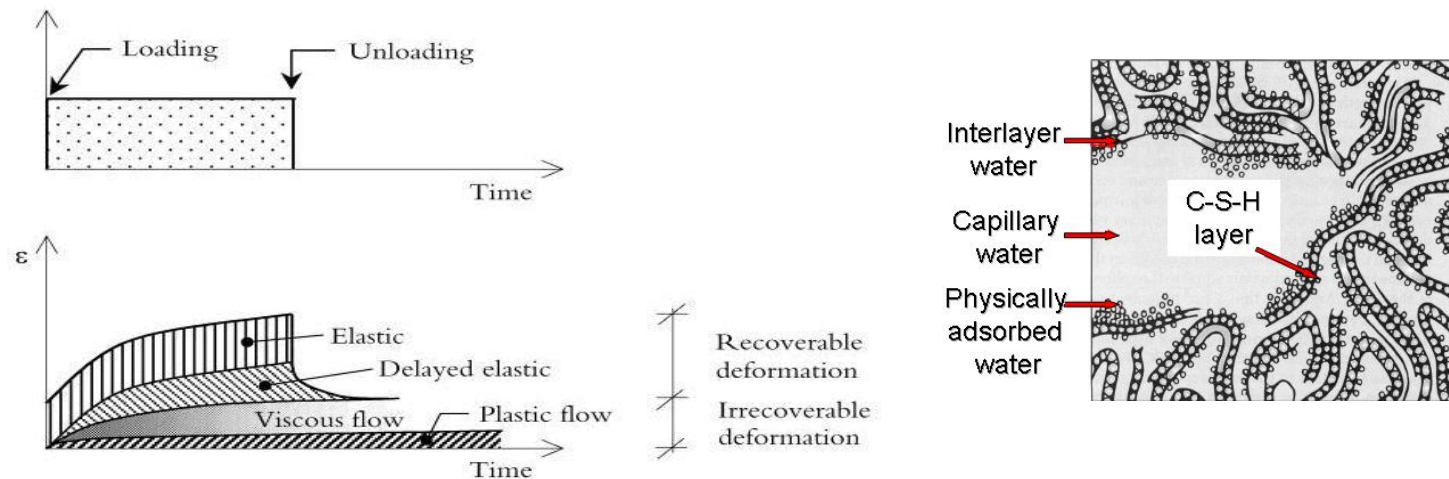 Loading
Unloading
Time
ε
Elastic
Delayed elastic
Viscous flow
Plastic flow
Time
Recoverable
deformation
Irrecoverable
deformation
Interlayer
water
Capillary
water
C-S-H
layer
Physically
adsorbed
water